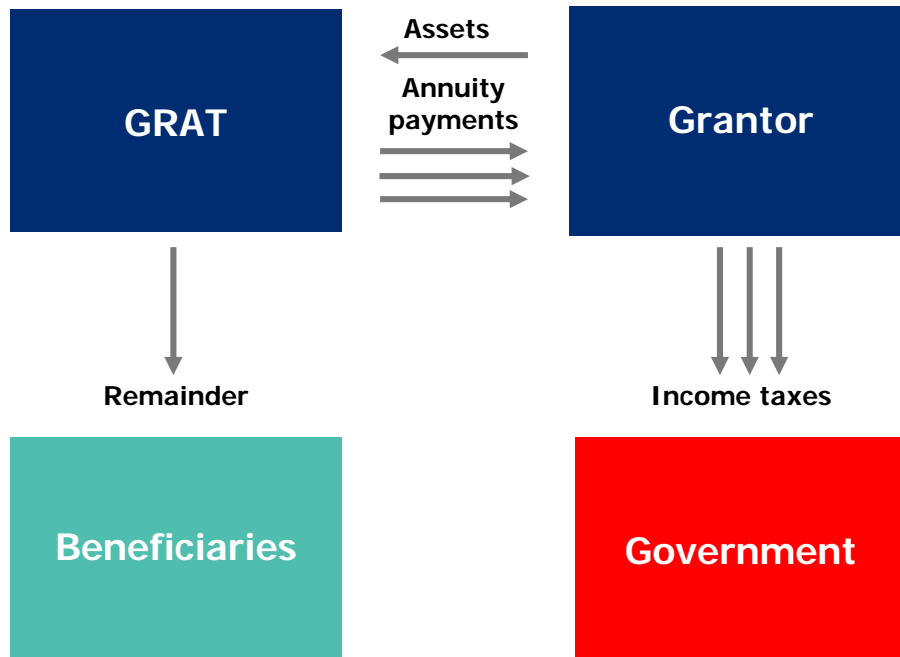 Assets
GRAT
Annuity
payments
Grantor
Remainder
Income taxes
Beneficiaries
Government